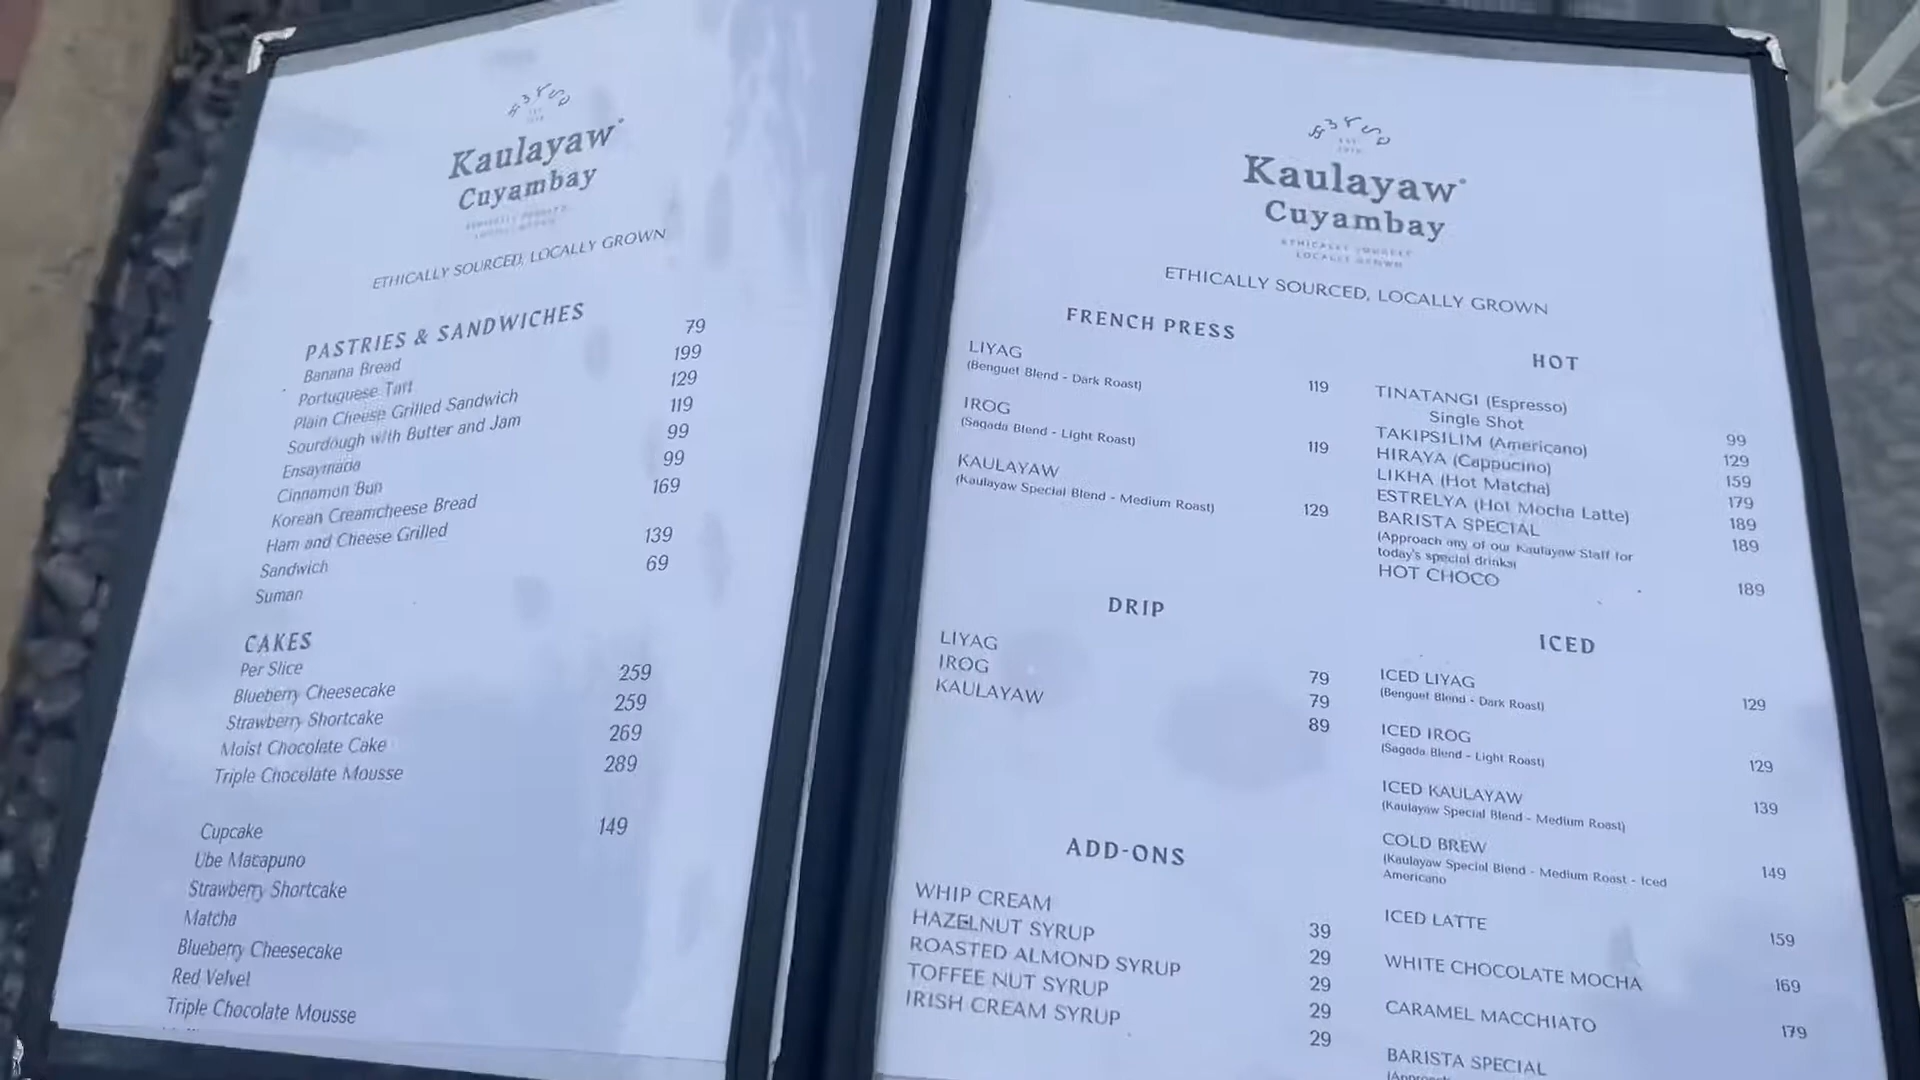 Kaulayaw
Cuyambay
ETHICALLY SOURCED, LOCALLY GROWN
PASTRIES & SANDWICHES
Banana Bread 79
Portuguese Tart 199
Plain Cheese Grilled Sandwich 129
Sourdough with Butter and Jam 119
Ensaymada 99
Cinnamon Bun 99
Korean Creamcheese Bread 169
Ham and Cheese Grilled
Sandwich 139
Suman 69
CAKES
Per Slice
Blueberry Cheesecake 259
Strawberry Shortcake 259
Moist Chocolate Cake 269
Triple Chocolate Mousse 289
Cupcake 149
Ube Macapuno
Strawberry Shortcake
Matcha
Blueberry Cheesecake
Red Velvet
Triple Chocolate Mousse
Kaulayaw
Cuyambay
ETHICALLY SOURCED
LOCALLY GROWN
ETHICALLY SOURCED, LOCALLY GROWN
FRENCH PRESS
LIYAG
(Benguet Blend - Dark Roast) 119
IROG
(Sagada Blend - Light Roast) 119
KAULAYAW
(Kaulayaw Special Blend - Medium Roast) 129
DRIP
LIYAG 79
IROG 79
KAULAYAW 89
ADD-ONS
WHIP CREAM 39
HAZELNUT SYRUP 29
ROASTED ALMOND SYRUP 29
TOFFEE NUT SYRUP 29
IRISH CREAM SYRUP 29
HOT
TINATANGI (Espresso)
Single Shot 99
TAKIPSILIM (Americano) 129
HIRAYA (Cappucino) 159
LIKHA (Hot Matcha) 179
ESTRELYA (Hot Mocha Latte) 189
BARISTA SPECIAL 189
(Approach any of our Kaulayaw Staff for
today's special drinks)
HOT CHOCO 189
ICED
ICED LIYAG
(Benguet Blend - Dark Roast) 129
ICED IROG
(Sagada Blend - Light Roast) 129
ICED KAULAYAW
(Kaulayaw Special Blend - Medium Roast) 139
COLD BREW
(Kaulayaw Special Blend - Medium Roast - Iced
Americano 149
ICED LATTE 159
WHITE CHOCOLATE MOCHA 169
CARAMEL MACCHIATO 179
BARISTA SPECIAL